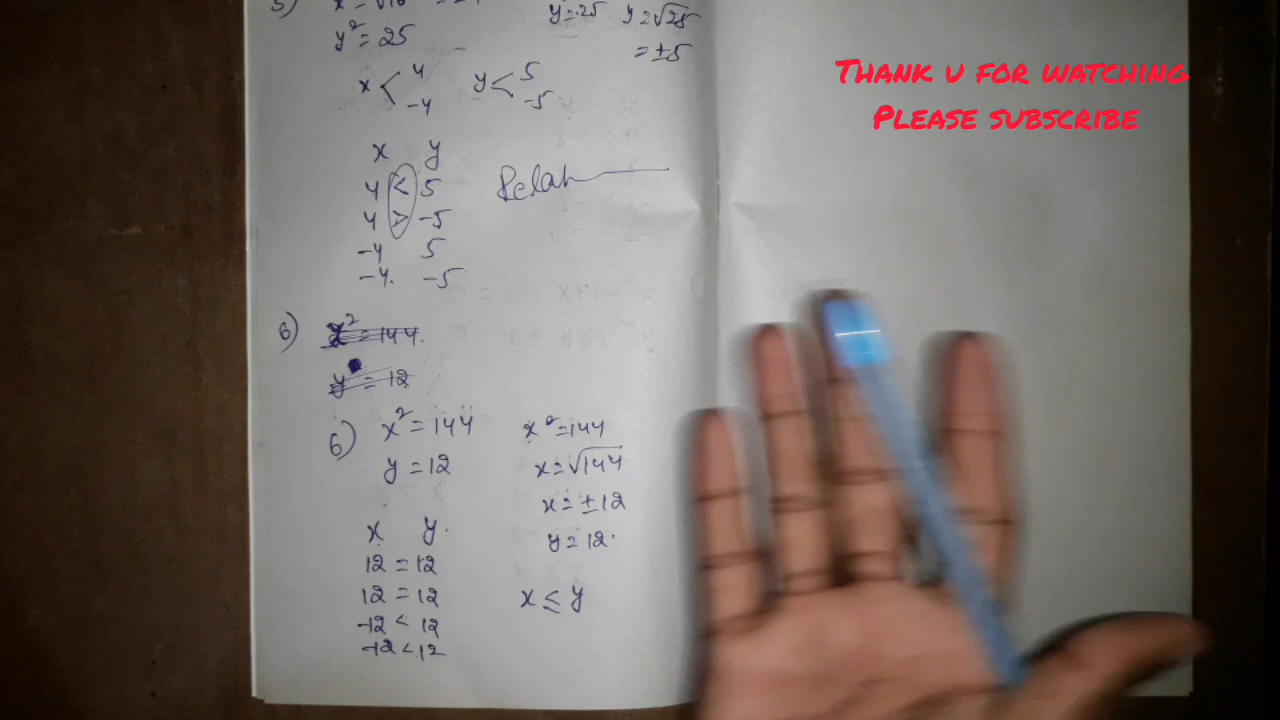 5)
y² = 25
y = 25 y = √25
= ±5
x < 4
-4
y < 5
-5
x y
4 < 5
4 > -5
-4 5
-4 -5
6) x² = 144
y = 12
6) x² = 144
y = 12
x² = 144
x = √144
x = ±12
y = 12
x y
12 = 12
12 = 12
-12 < 12
-12 < 12
x ≤ y
THANK U FOR WATCHING
PLEASE SUBSCRIBE